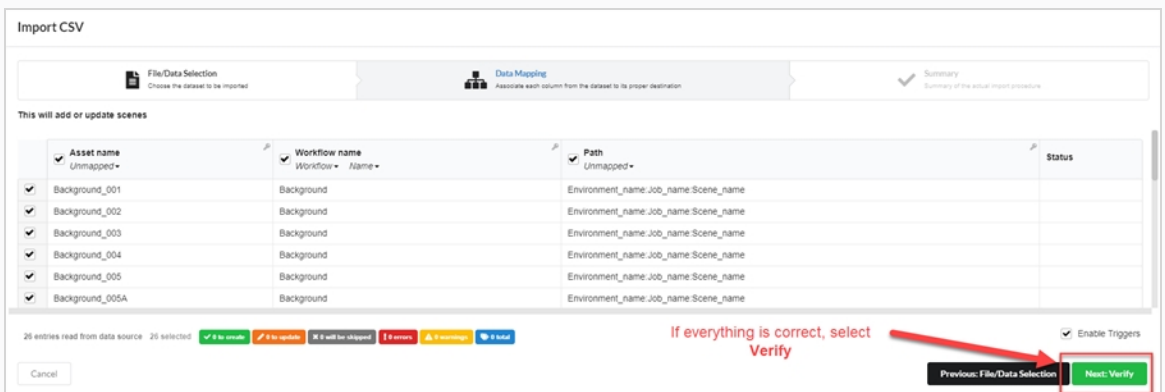 Import CSV
File/Data Selection
Choose the dataset to be imported
Data Mapping
Associate each column from the dataset to its proper destination
Summary
Summary of the actual import procedure
This will add or update scenes
Asset name
Unmapped
Workflow name
Workflow Name
Path
Unmapped
Status
Background_001 Background Environment_name:Job_name:Scene_name
Background_002 Background Environment_name:Job_name:Scene_name
Background_003 Background Environment_name:Job_name:Scene_name
Background_004 Background Environment_name:Job_name:Scene_name
Background_005 Background Environment_name:Job_name:Scene_name
Background_005A Background Environment_name:Job_name:Scene_name
26 entries read from data source 26 selected 0 to create 0 to update 0 will be skipped 0 errors 0 warnings 0 total
If everything is correct, select
Verify
Enable Triggers
Cancel
Previous: File/Data Selection
Next: Verify